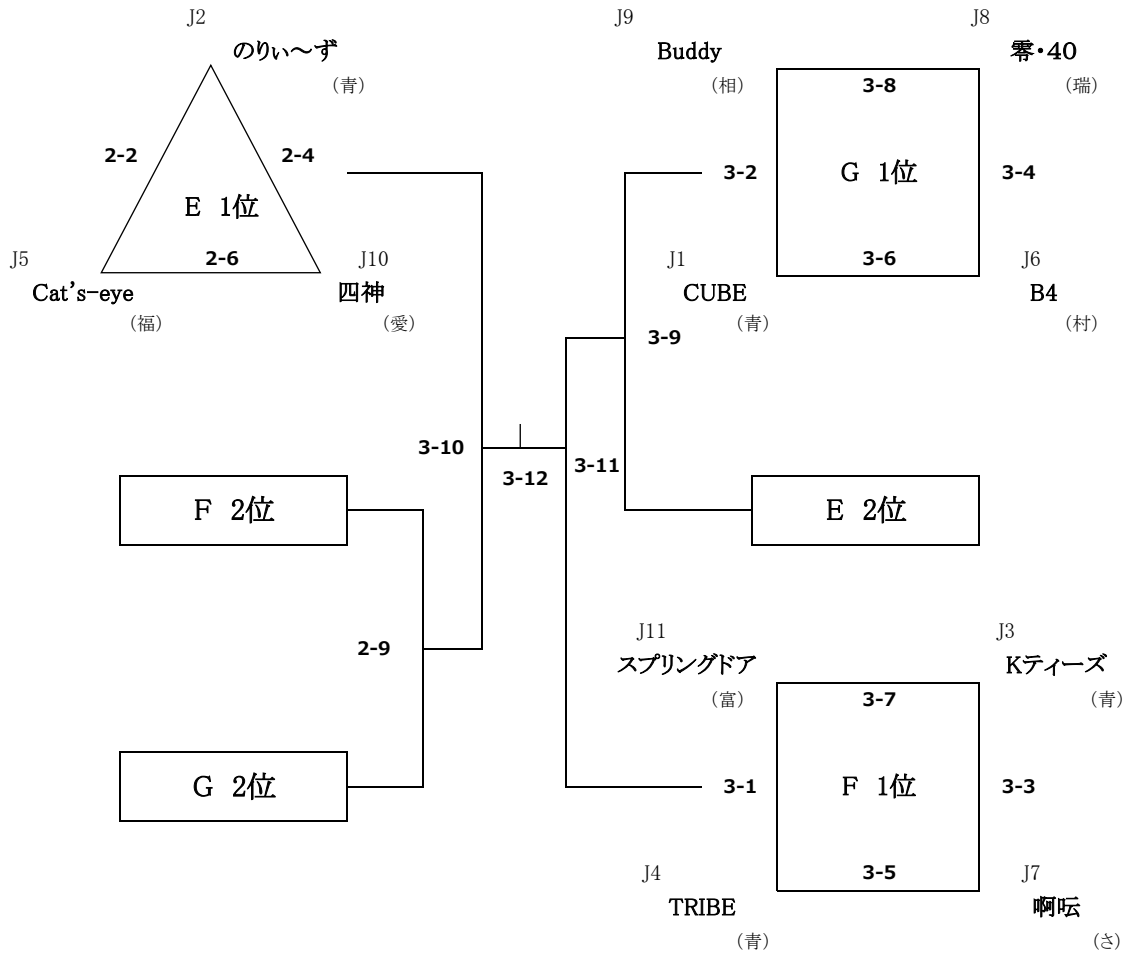 J2
のりぃ～ず
（青）
2-2
2-4
E 1位
2-6
J5
Cat's-eye
（福）
J10
四神
（愛）
J9
Buddy
（相）
J8
零・40
（瑞）
3-8
3-2
G 1位
3-4
3-6
J1
CUBE
（青）
J6
B4
（村）
3-9
3-10
3-12
3-11
F 2位
E 2位
2-9
G 2位
J11
スプリングドア
（富）
J3
Kティーズ
（青）
3-7
3-1
F 1位
3-3
3-5
J4
TRIBE
（青）
J7
啊呍
（さ）